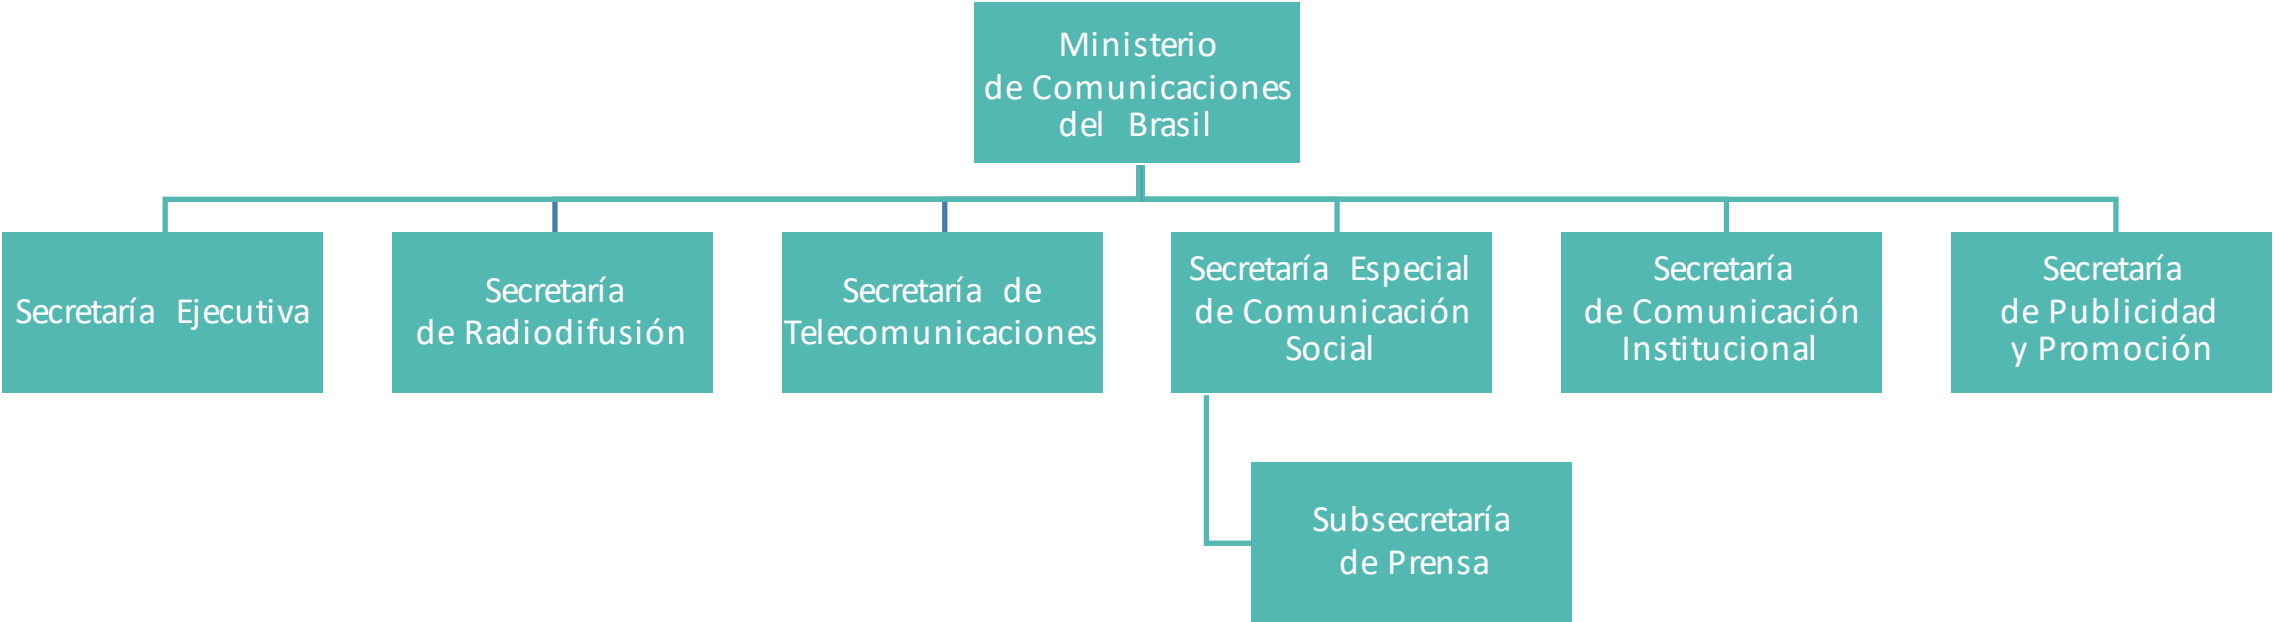 Ministerio
de Comunicaciones
del Brasil
Secretaría Ejecutiva
Secretaría
de Radiodifusión
Secretaría de
Telecomunicaciones
Secretaría Especial
de Comunicación
Social
Secretaría
de Comunicación
Institucional
Secretaría
de Publicidad
y Promoción
Subsecretaría
de Prensa